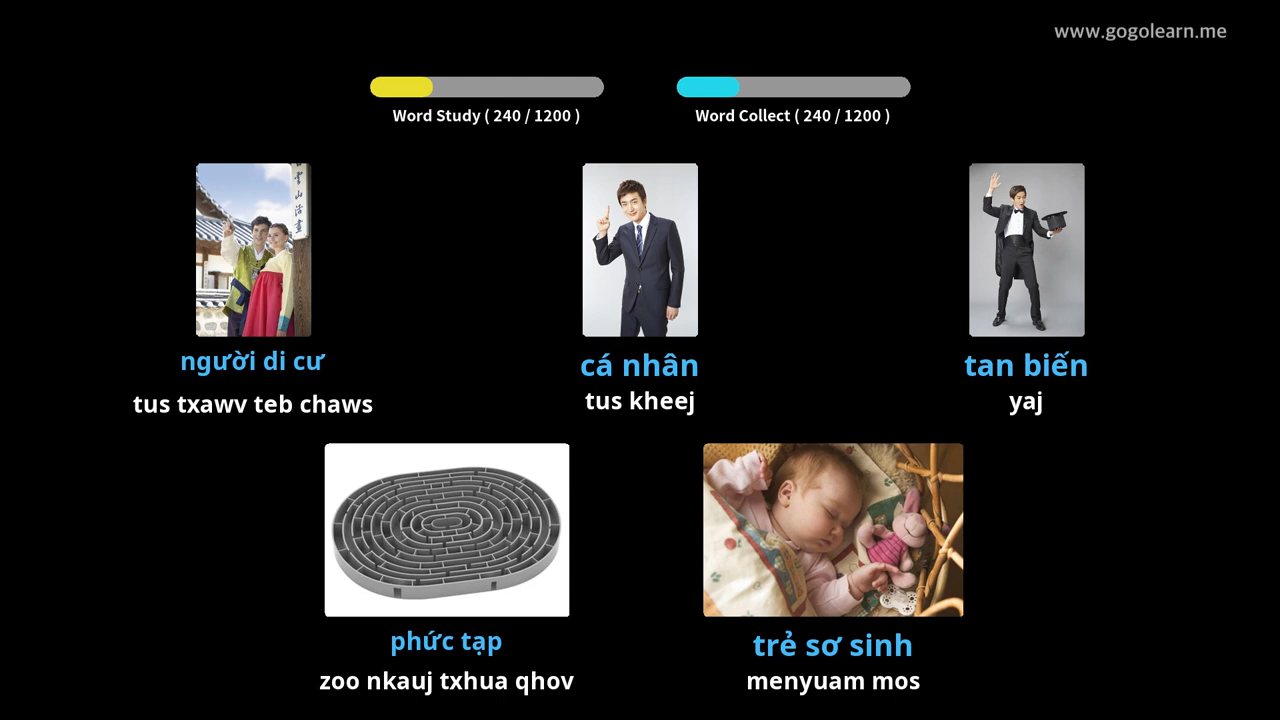 www.gogolearn.me
Word Study ( 240 / 1200 )
Word Collect ( 240 / 1200 )
người di cư
cá nhân
tan biến
tus txawv teb chaws
tus kheej
yaj
phức tạp
trẻ sơ sinh
zoo nkauj txhua qhov
menyuam mos